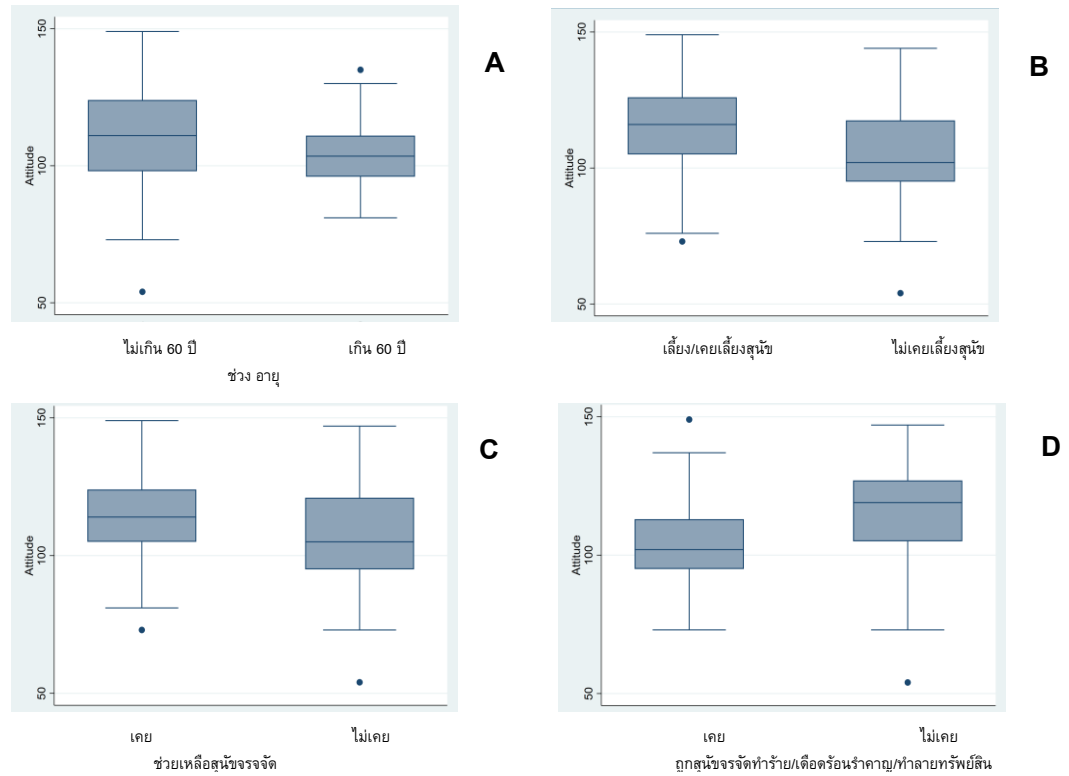 150
100
50
Attitude
A
ไม่เกิน 60 ปี
เกิน 60 ปี
ช่วง อายุ
150
100
50
Attitude
B
เลี้ยง/เคยเลี้ยงสุนัข
ไม่เคยเลี้ยงสุนัข
150
100
50
Attitude
C
เคย
ไม่เคย
ช่วยเหลือสุนัขจรจจัด
150
100
50
Attitude
D
เคย
ไม่เคย
ถูกสุนัขจรจัดทำร้าย/เดือดร้อนรำคาญ/ทำลายทรัพย์สิน